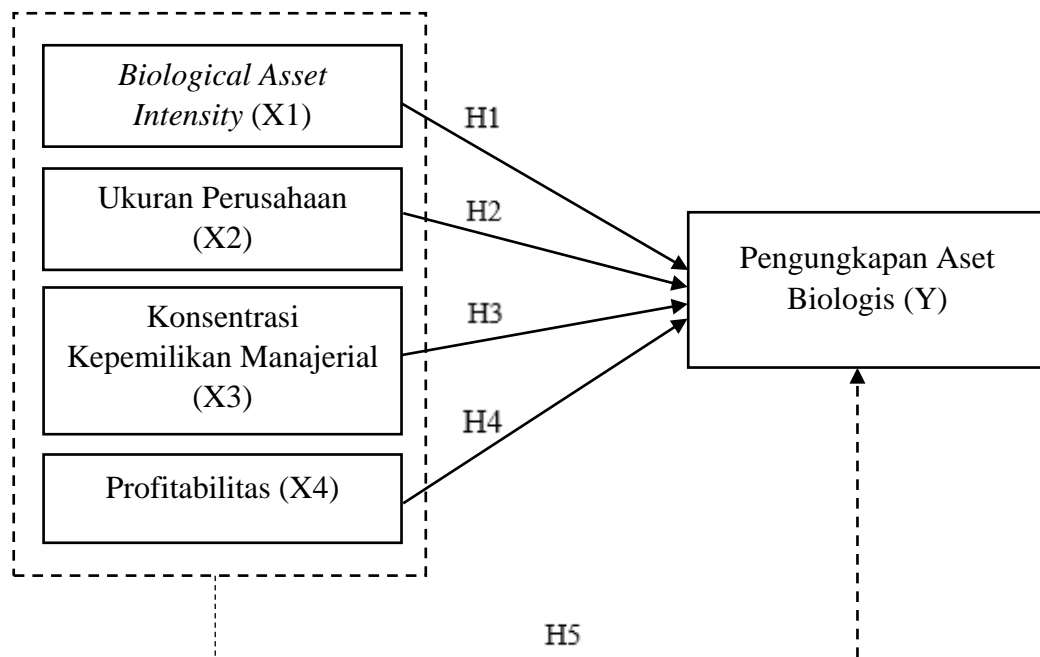 Biological Asset
Intensity (X1)
Ukuran Perusahaan
(X2)
Konsentrasi
Kepemilikan Manajerial
(X3)
Profitabilitas (X4)
H1
H2
H3
H4
Pengungkapan Aset
Biologis (Y)
H5